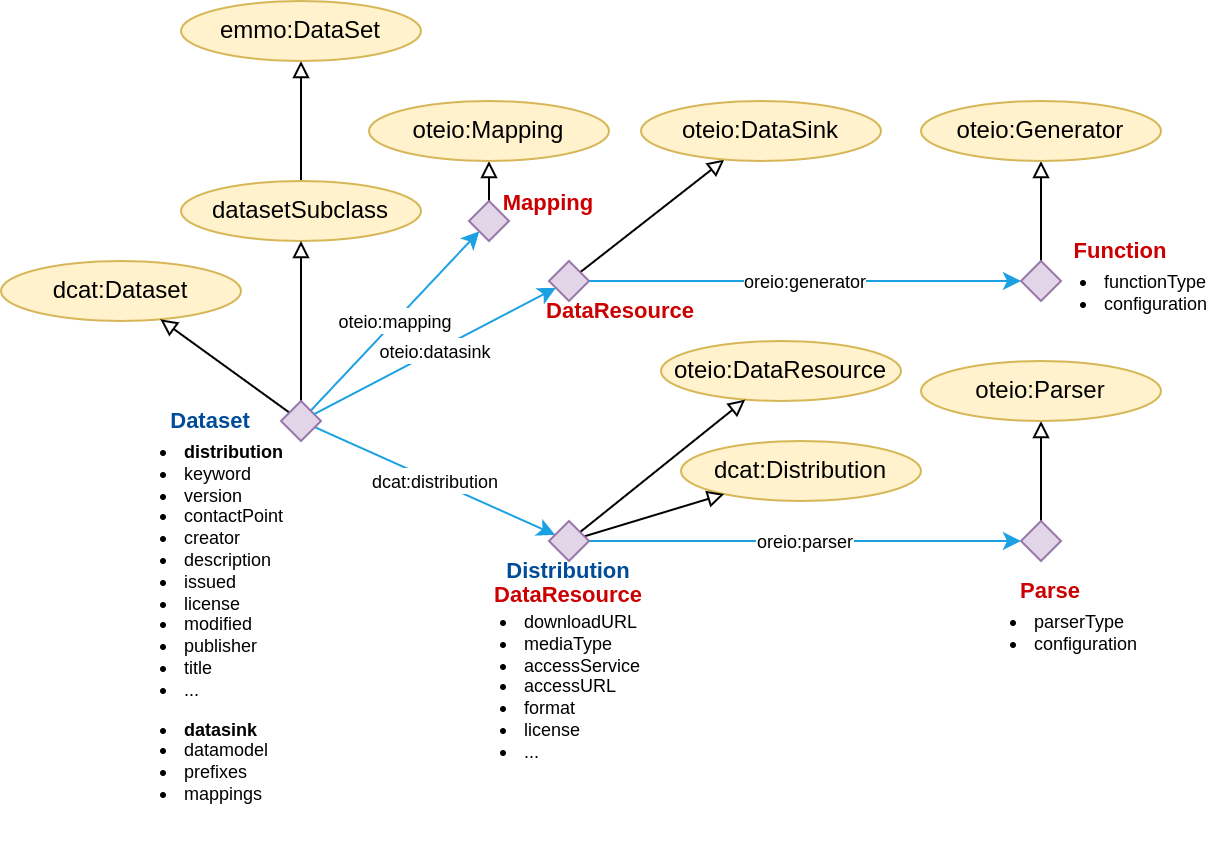 emmo:DataSet
oteio:Mapping
oteio:DataSink
oteio:Generator
datasetSubclass
Mapping
dcat:Dataset
Function
• functionType
• configuration
oreio:generator
DataResource
oteio:mapping
oteio:datasink
oteio:DataResource
oteio:Parser
Dataset
• distribution
• keyword
• version
• contactPoint
• creator
• description
• issued
• license
• modified
• publisher
• title
• ...
• datasink
• datamodel
• prefixes
• mappings
dcat:distribution
dcat:Distribution
oreio:parser
Distribution
DataResource
• downloadURL
• mediaType
• accessService
• accessURL
• format
• license
• ...
Parse
• parserType
• configuration